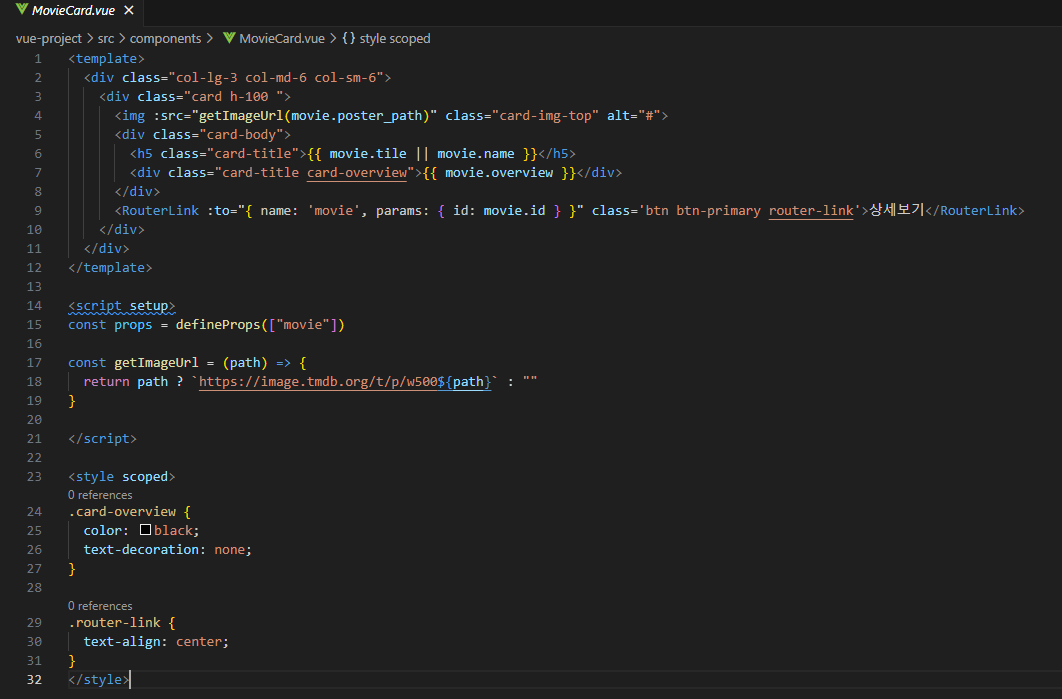 MovieCard.vue ×
vue-project > src > components > MovieCard.vue > {} style scoped
1 <template>
2 <div class="col-lg-3 col-md-6 col-sm-6">
3 <div class="card h-100 ">
4 <img :src="getImageUrl(movie.poster_path)" class="card-img-top" alt="#">
5 <div class="card-body">
6 <h5 class="card-title">{{ movie.tile || movie.name }}</h5>
7 <div class="card-title card-overview">{{ movie.overview }}</div>
8 </div>
9 <RouterLink :to="{ name: 'movie', params: { id: movie.id } }" class='btn btn-primary router-link'>상세보기</RouterLink>
10 </div>
11 </div>
12 </template>
13
14 <script setup>
15 const props = defineProps(["movie"])
16
17 const getImageUrl = (path) => {
18 return path ? `https://image.tmdb.org/t/p/w500${path}` : ""
19 }
20
21 </script>
22
23 <style scoped>
0 references
24 .card-overview {
25 color: black;
26 text-decoration: none;
27 }
28
0 references
29 .router-link {
30 text-align: center;
31 }
32 </style>